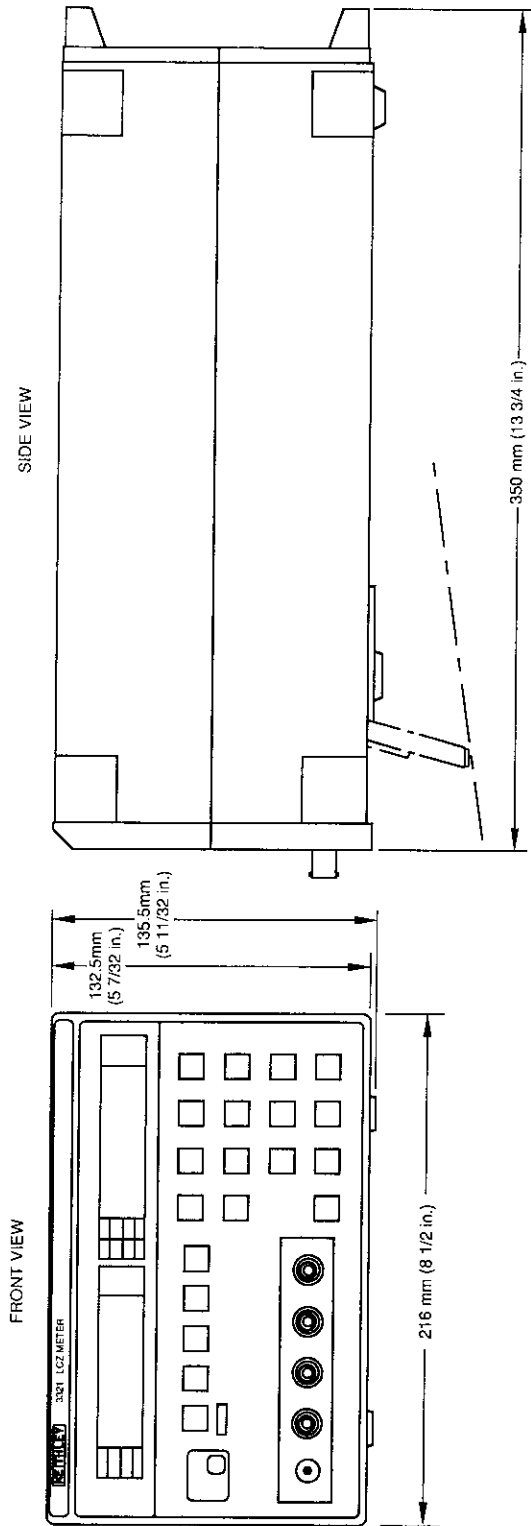 FRONT VIEW
KEITHLEY 3321 LCZ METER
132.5mm
(5 7/32 in.)
135.5mm
(5 11/32 in.)
216 mm (8 1/2 in.)
SIDE VIEW
350 mm (13 3/4 in.)